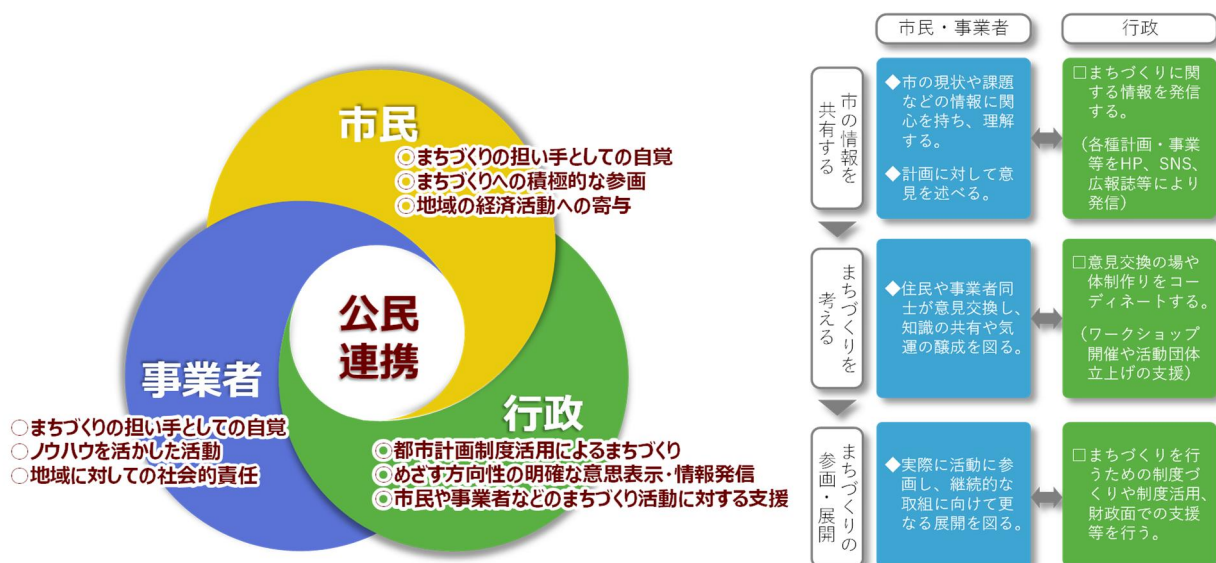 市民
◎まちづくりの担い手としての自覚
◎まちづくりへの積極的な参画
◎地域の経済活動への寄与
公民
連携
事業者
○まちづくりの担い手としての自覚
○ノウハウを活かした活動
○地域に対しての社会的責任
行政
◎都市計画制度活用によるまちづくり
◎めざす方向性の明確な意思表示・情報発信
◎市民や事業者などのまちづくり活動に対する支援
市民・事業者
行政
市の情報を
共有する
◆市の現状や課題
などの情報に関
心を持ち、理解
する。
◆計画に対して意
見を述べる。
□まちづくりに関
する情報を発信
する。
(各種計画・事業
等をHP、SNS、
広報誌等により
発信)
まちづくりを
考える
◆住民や事業者同
士が意見交換し、
知識の共有や気
運の醸成を図る。
□意見交換の場や
体制作りをコー
ディネートする。
(ワークショップ
開催や活動団体
立上げの支援)
まちづくりの
参画・展開
◆実際に活動に参
画し、継続的な
取組に向けて更
なる展開を図る。
□まちづくりを行
うための制度づ
くりや制度活用、
財政面での支援
等を行う。